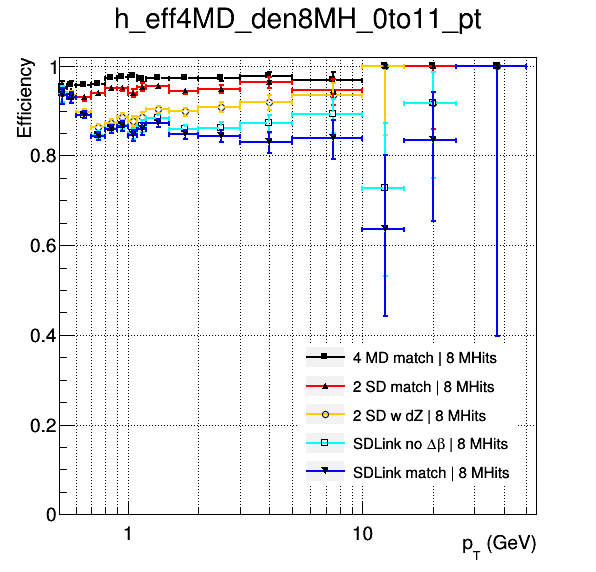 h_eff4MD_den8MH_0to11_pt
Efficiency
1
0.8
0.6
0.4
0.2
0
4 MD match | 8 MHits
2 SD match | 8 MHits
2 SD w dZ | 8 MHits
SDLink no Δβ | 8 MHits
SDLink match | 8 MHits
1
10
p_T (GeV)